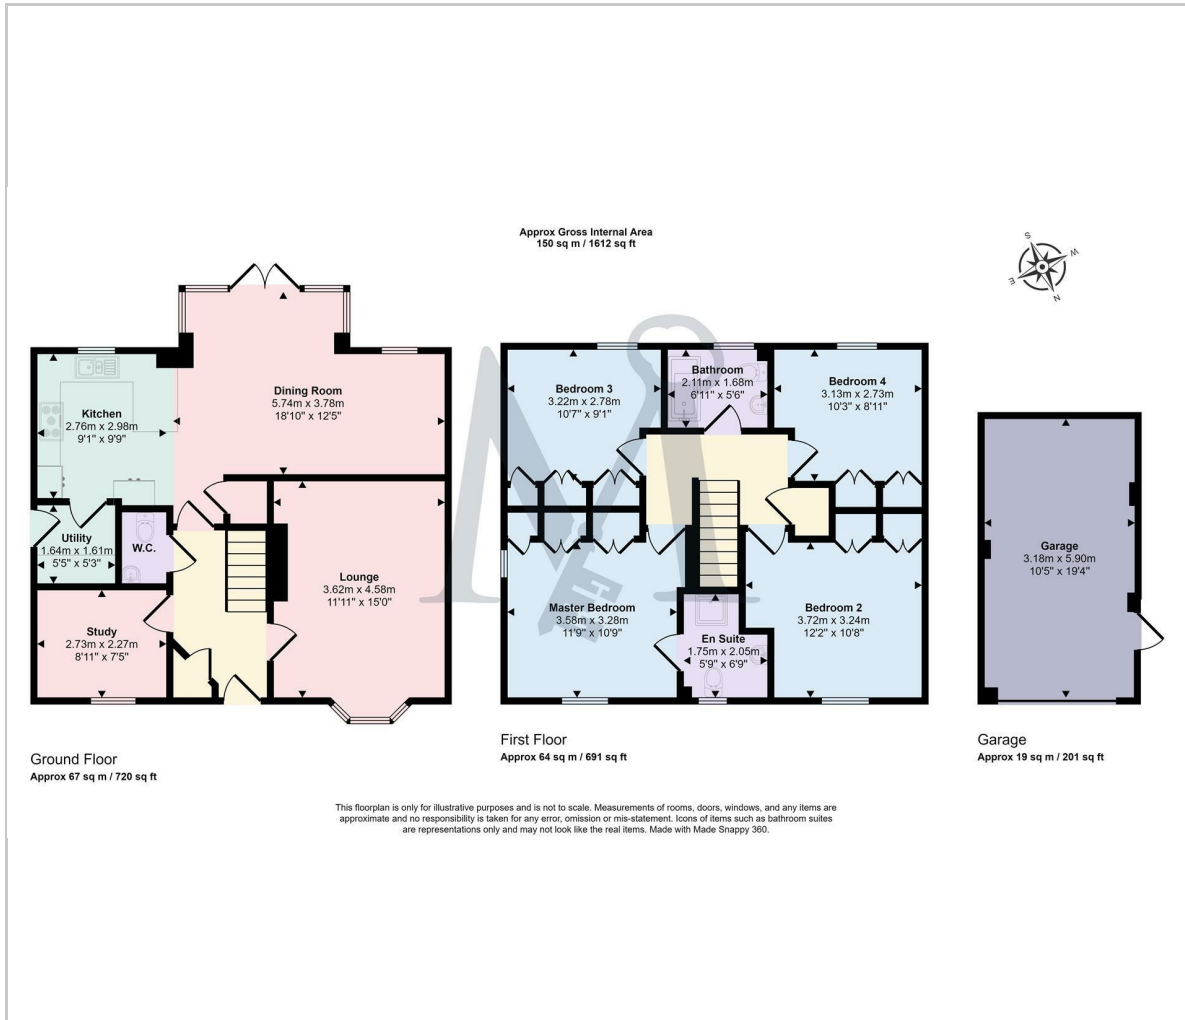 Approx Gross Internal Area
150 sq m / 1612 sq ft
S
W
E
N
Kitchen
2.76m x 2.98m
9'1" x 9'9"
Dining Room
5.74m x 3.78m
18'10" x 12'5"
Utility
1.64m x 1.61m
5'5" x 5'3"
W.C.
Lounge
3.62m x 4.58m
11'11" x 15'0"
Study
2.73m x 2.27m
8'11" x 7'5"
Ground Floor
Approx 67 sq m / 720 sq ft
Bedroom 3
3.22m x 2.78m
10'7" x 9'1"
Bathroom
2.11m x 1.68m
6'11" x 5'6"
Bedroom 4
3.13m x 2.73m
10'3" x 8'11"
Master Bedroom
3.58m x 3.28m
11'9" x 10'9"
En Suite
1.75m x 2.05m
5'9" x 6'9"
Bedroom 2
3.72m x 3.24m
12'2" x 10'8"
First Floor
Approx 64 sq m / 691 sq ft
Garage
3.18m x 5.90m
10'5" x 19'4"
Garage
Approx 19 sq m / 201 sq ft
This floorplan is only for illustrative purposes and is not to scale. Measurements of rooms, doors, windows, and any items are
approximate and no responsibility is taken for any error, omission or mis-statement. Icons of items such as bathroom suites
are representations only and may not look like the real items. Made with Made Snappy 360.